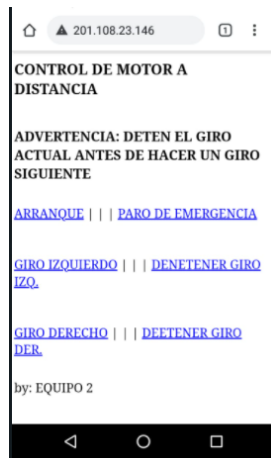 201.108.23.146 1
CONTROL DE MOTOR A
DISTANCIA
ADVERTENCIA: DETEN EL GIRO
ACTUAL ANTES DE HACER UN GIRO
SIGUIENTE
ARRANQUE | | | PARO DE EMERGENCIA
GIRO IZQUIERDO | | | DENETENER GIRO
IZQ.
GIRO DERECHO | | | DEETENER GIRO
DER.
by: EQUIPO 2